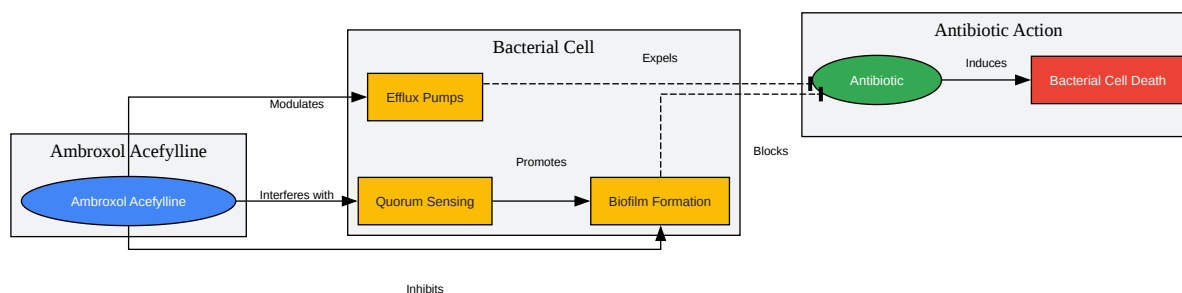 Antibiotic Action
Bacterial Cell
Expels
Induces
Antibiotic
Bacterial Cell Death
Efflux Pumps
Modulates
Ambroxol Acefylline
Blocks
Promotes
Interferes with
Ambroxol Acefylline
Quorum Sensing
Biofilm Formation
Inhibits